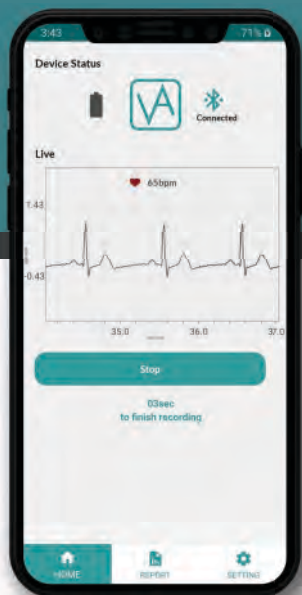 3:43
71%
Device Status
VA
Connected
Live
65bpm
1.43
-0.43
35.0
36.0
37.0
Stop
03sec
to finish recording
HOME
REPORT
SETTING